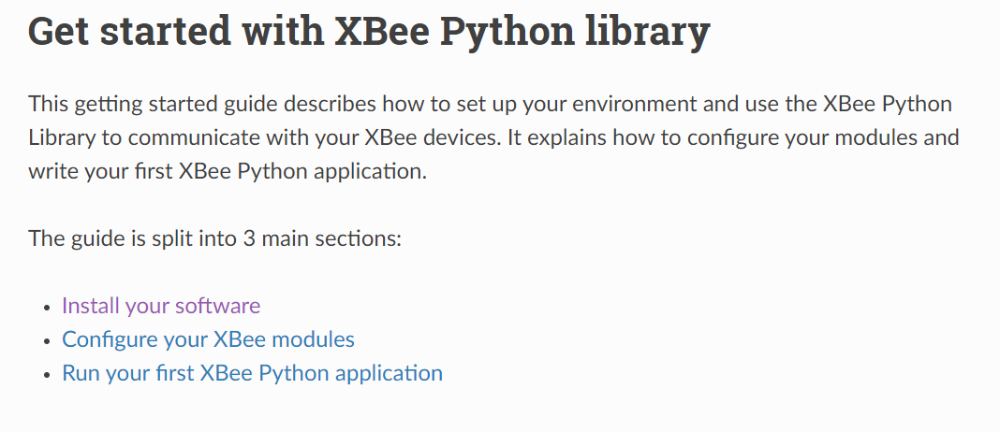 Get started with XBee Python library
This getting started guide describes how to set up your environment and use the XBee Python
Library to communicate with your XBee devices. It explains how to configure your modules and
write your first XBee Python application.
The guide is split into 3 main sections:
• Install your software
• Configure your XBee modules
• Run your first XBee Python application